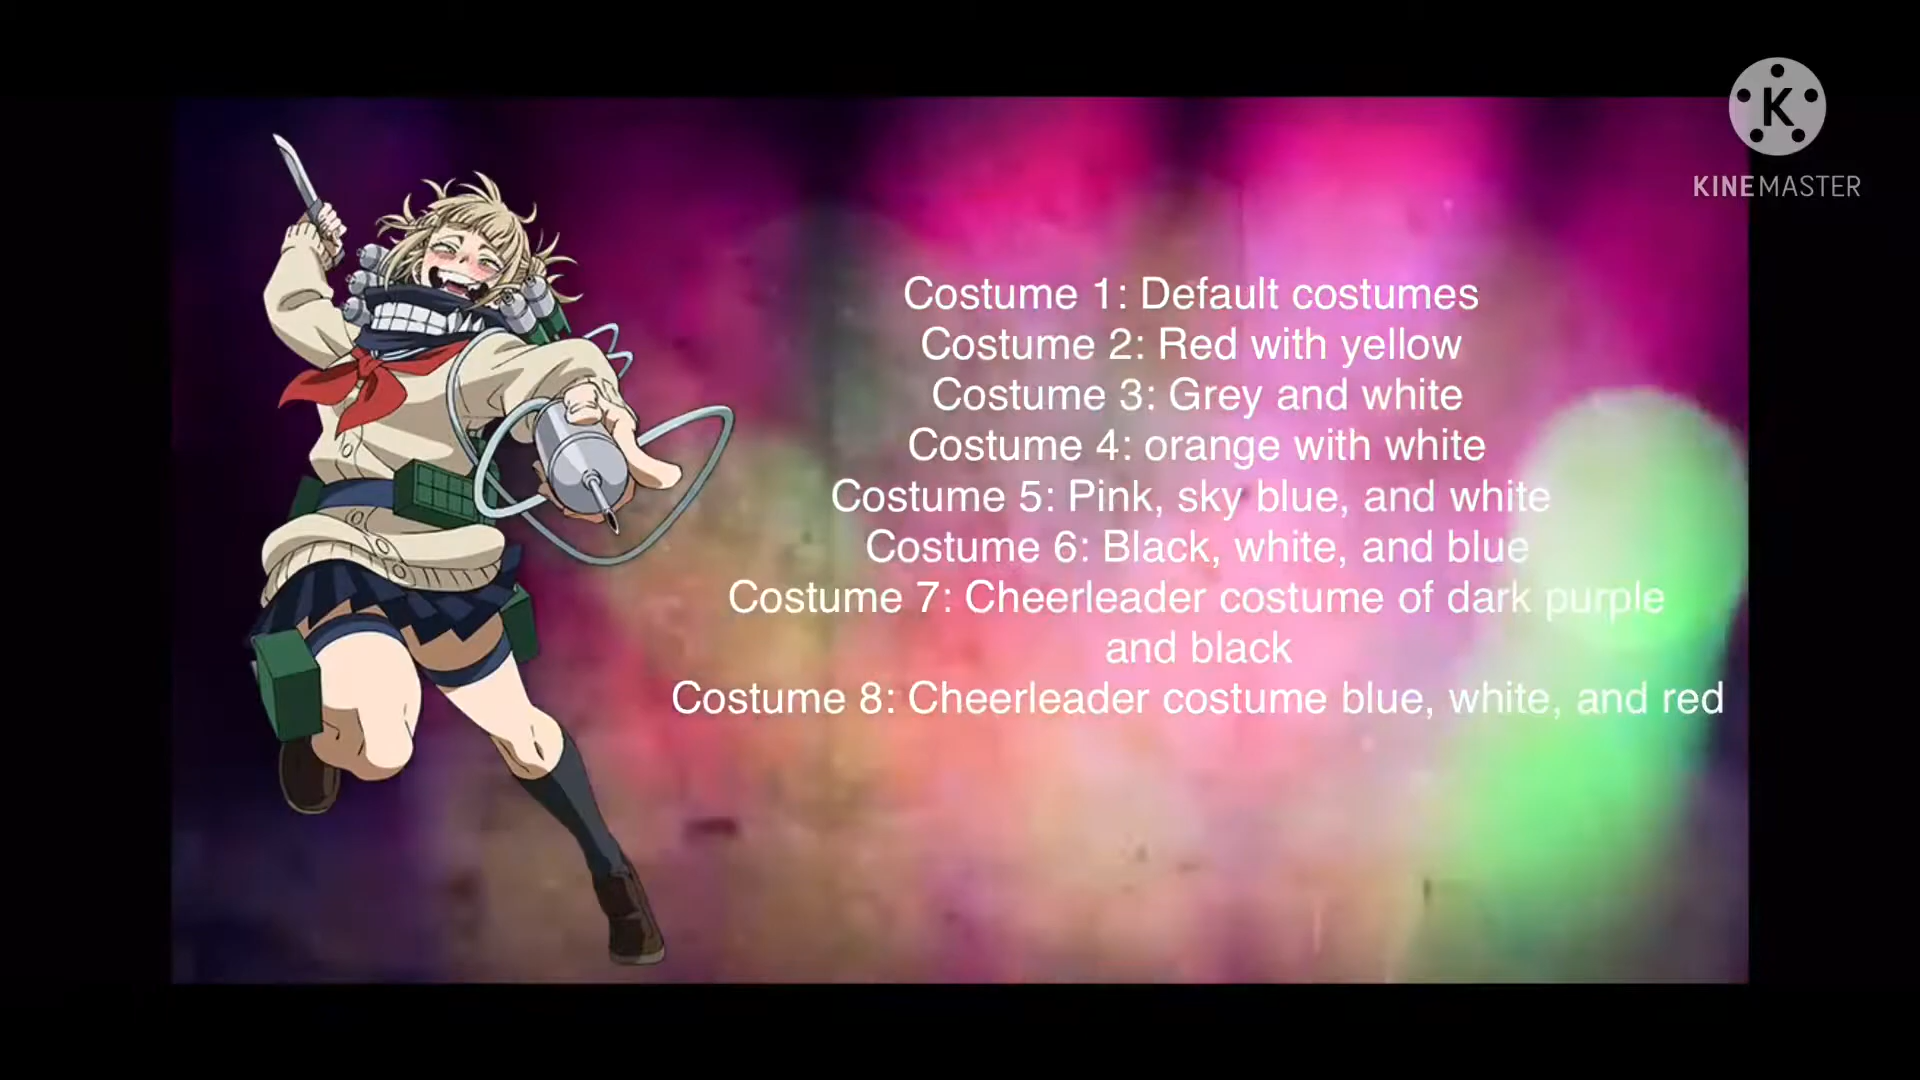 K
KINEMASTER
Costume 1: Default costumes
Costume 2: Red with yellow
Costume 3: Grey and white
Costume 4: orange with white
Costume 5: Pink, sky blue, and white
Costume 6: Black, white, and blue
Costume 7: Cheerleader costume of dark purple
and black
Costume 8: Cheerleader costume blue, white, and red